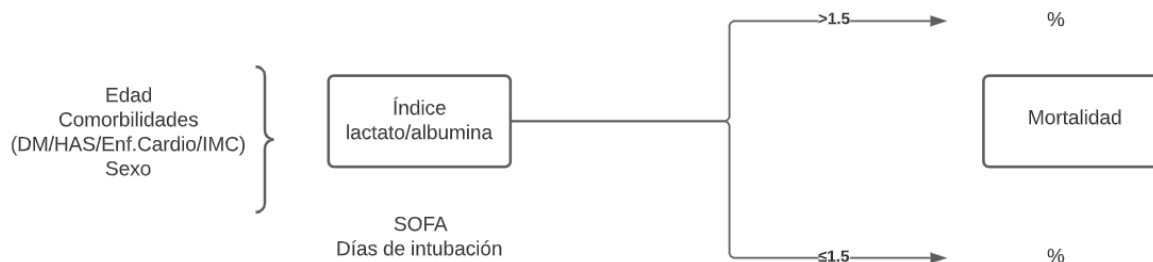 >1.5
%
Edad
Comorbilidades
(DM/HAS/Enf.Cardio/IMC)
Sexo
Índice
lactato/albumina
Mortalidad
SOFA
Días de intubación
≤1.5
%